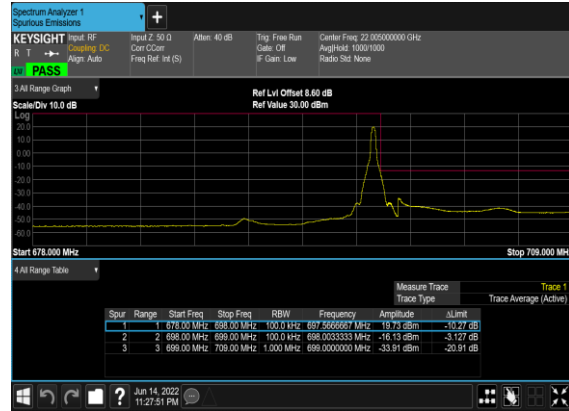 Spectrum Analyzer 1
Spurious Emissions
+
KEYSIGHT Input: RF Input Z: 50 Ω Atten: 40 dB Trig: Free Run Center Freq: 22.005000000 GHz
R T Coupling: DC Corr CCorr Gate: Off Avg|Hold: 1000/1000
Align: Auto Freq Ref: Int (S) IF Gain: Low Radio Std: None
LM PASS
3 All Range Graph
Ref Lvl Offset 8.60 dB
Scale/Div 10.0 dB Ref Value 30.00 dBm
Log
20.0
10.0
0.00
-10.0
-20.0
-30.0
-40.0
-50.0
-60.0
Start 678.000 MHz Stop 709.000 MH
4 All Range Table
Measure Trace Trace 1
Trace Type Trace Average (Active)
Spur Range Start Freq Stop Freq RBW Frequency Amplitude ΔLimit
1 1 678.00 MHz 698.00 MHz 100.0 kHz 697.5666667 MHz 19.73 dBm -10.27 dB
2 2 698.00 MHz 699.00 MHz 100.0 kHz 698.0033333 MHz -16.13 dBm -3.127 dB
3 3 699.00 MHz 709.00 MHz 1.000 MHz 699.0000000 MHz -33.91 dBm -20.91 dB
? Jun 14, 2022
11:27:51 PM